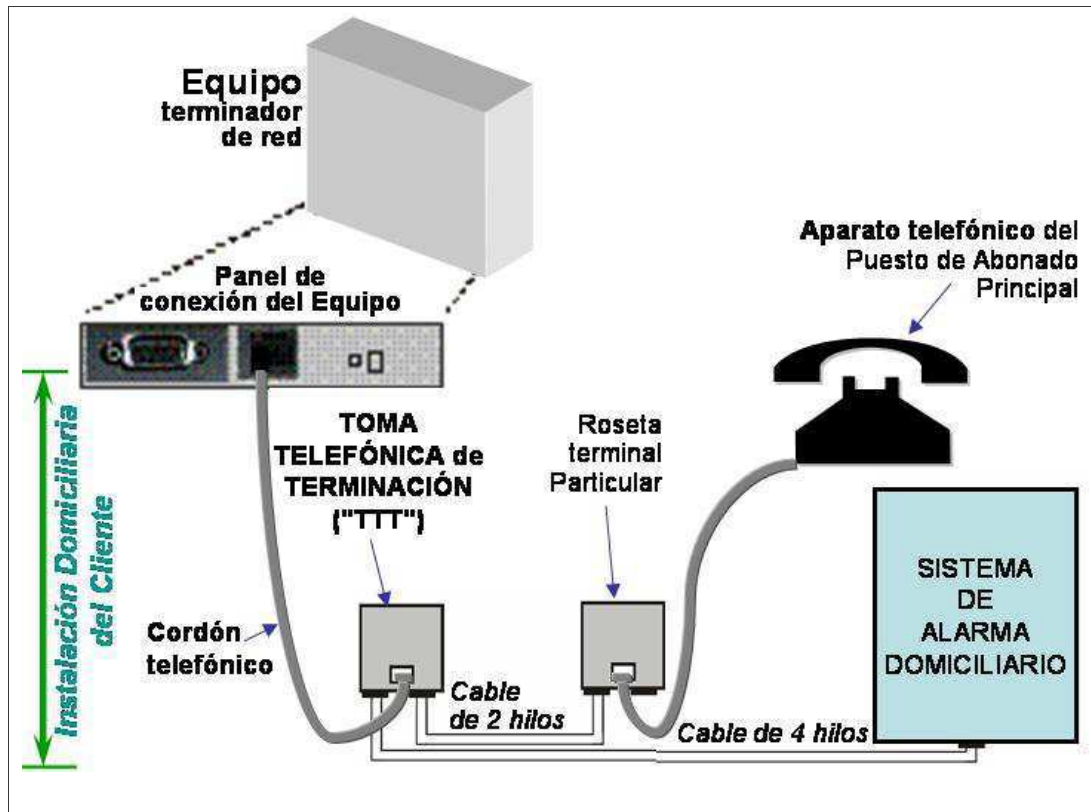 Equipo
terminador
de red
Panel de
conexión del Equipo
Aparato telefónico del
Puesto de Abonado
Principal
TOMA
TELEFÓNICA de
TERMINACIÓN
("TTT")
Roseta
terminal
Particular
Instalación Domiciliaria
del Cliente
Cordón
telefónico
Cable
de 2 hilos
Cable de 4 hilos
SISTEMA
DE
ALARMA
DOMICILIARIO